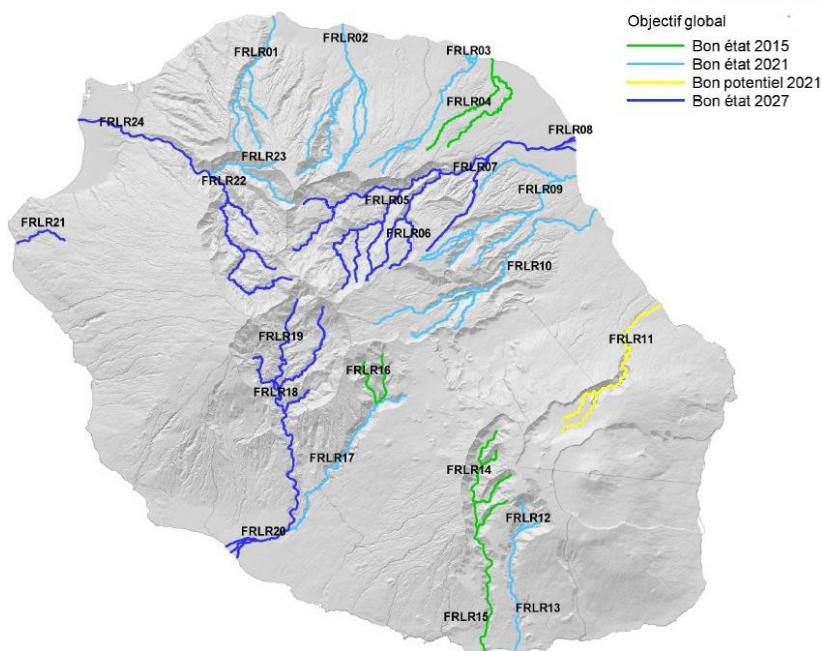 Objectif global
Bon état 2015
Bon état 2021
Bon potentiel 2021
Bon état 2027
FRLR01
FRLR02
FRLR03
FRLR04
FRLR24
FRLR23
FRLR08
FRLR22
FRLR07
FRLR05
FRLR09
FRLR21
FRLR06
FRLR10
FRLR19
FRLR11
FRLR16
FRLR18
FRLR17
FRLR14
FRLR12
FRLR20
FRLR15
FRLR13